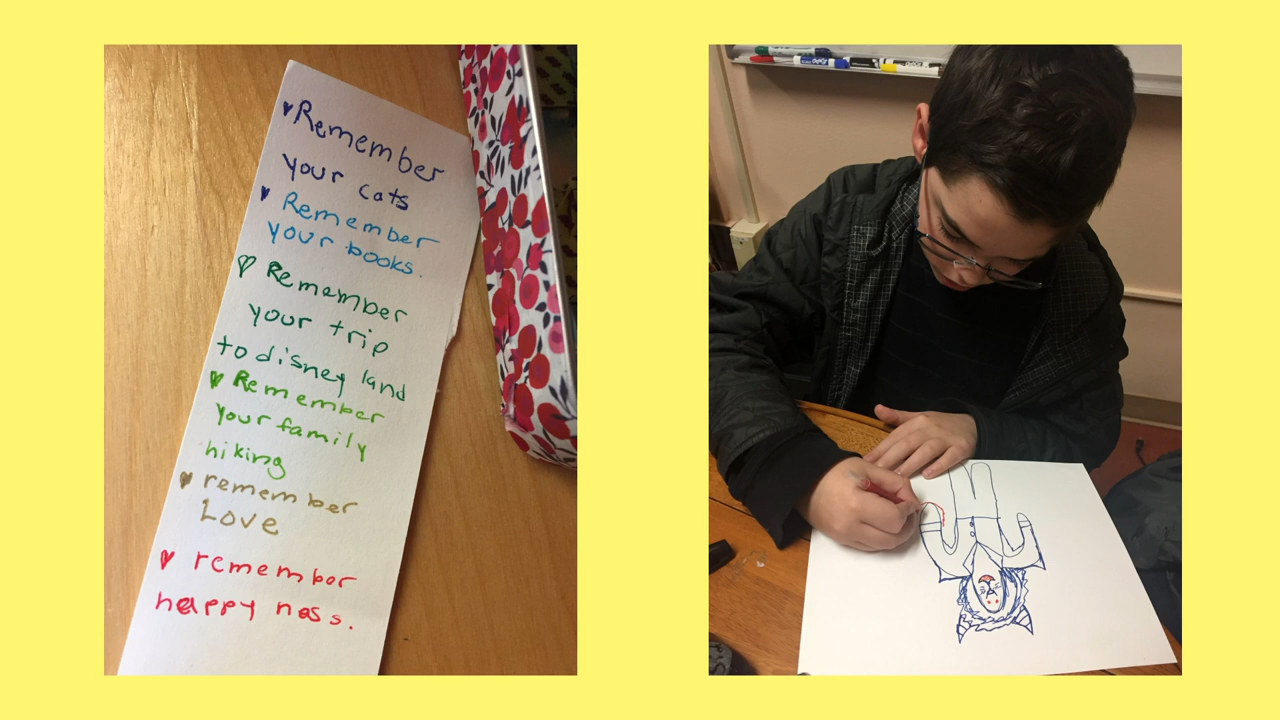 Remember
your cats
Remember
your books.
Remember
your trip
to disney land
Remember
your family
hiking
remember
Love
remember
happy ness.